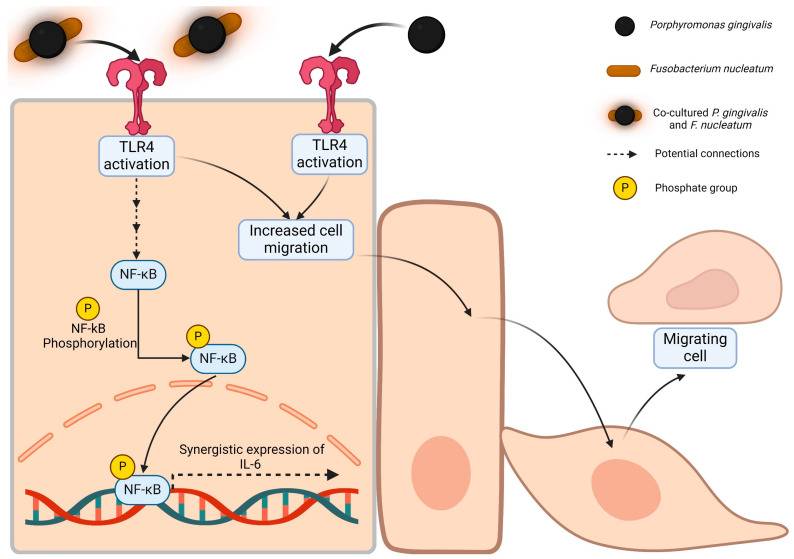 Porphyromonas gingivalis
Fusobacterium nucleatum
Co-cultured P. gingivalis
and F. nucleatum
Potential connections
P
Phosphate group
TLR4
activation
TLR4
activation
Increased cell
migration
NF-κB
P
NF-kB
Phosphorylation
P
NF-κB
Migrating
cell
Synergistic expression of
IL-6
P
NF-κB